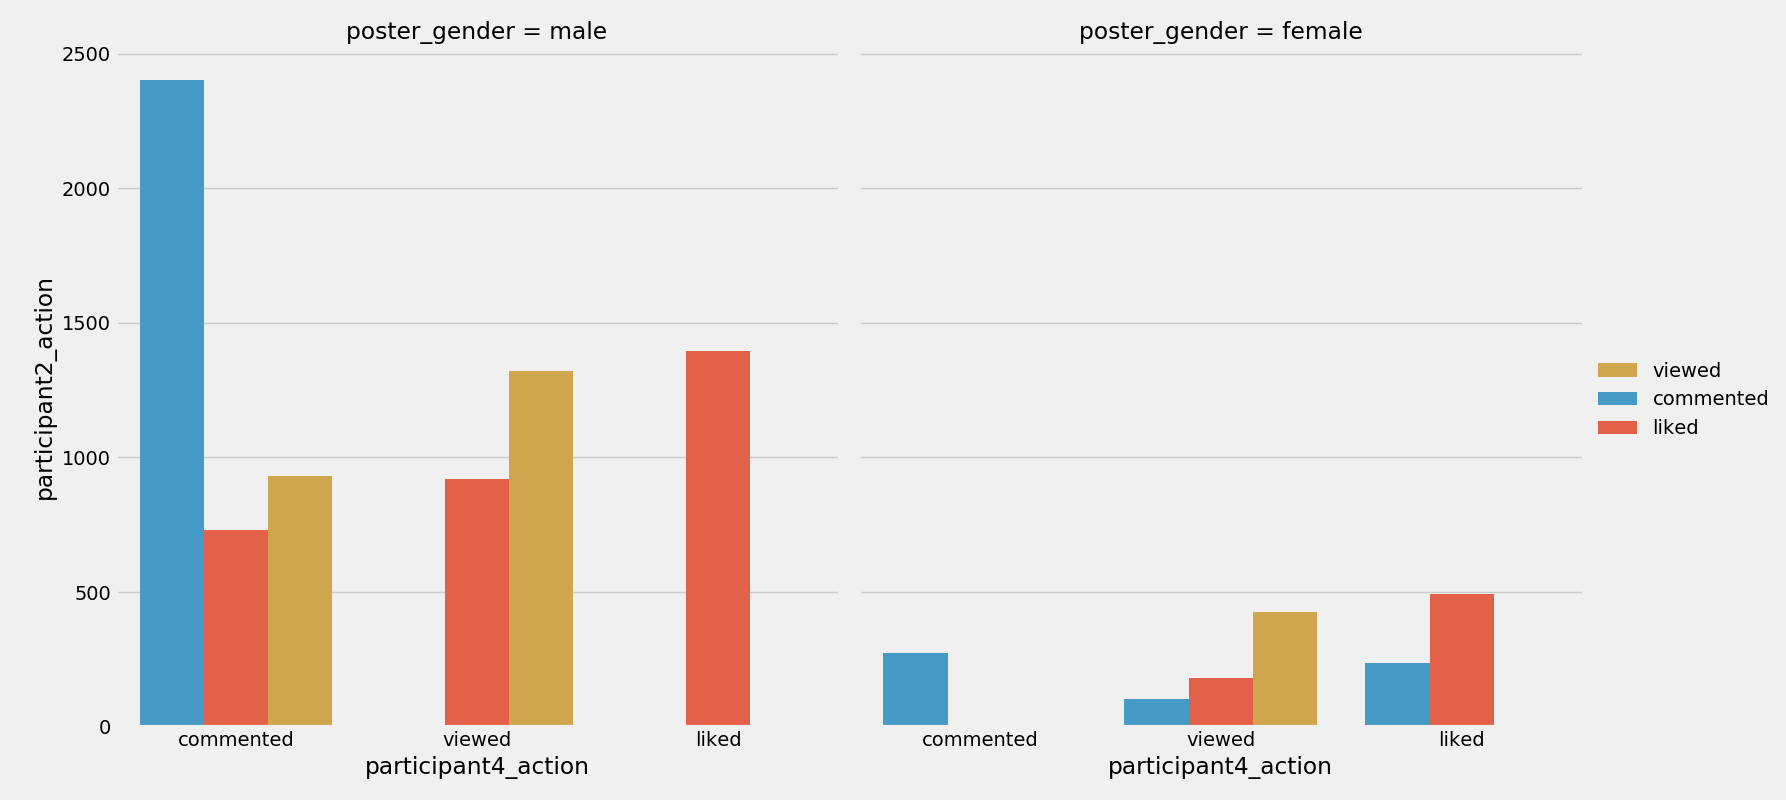 poster_gender = male
poster_gender = female
2500
2000
1500
1000
500
0
participant2_action
commented
viewed
liked
participant4_action
commented
viewed
liked
participant4_action
viewed
commented
liked